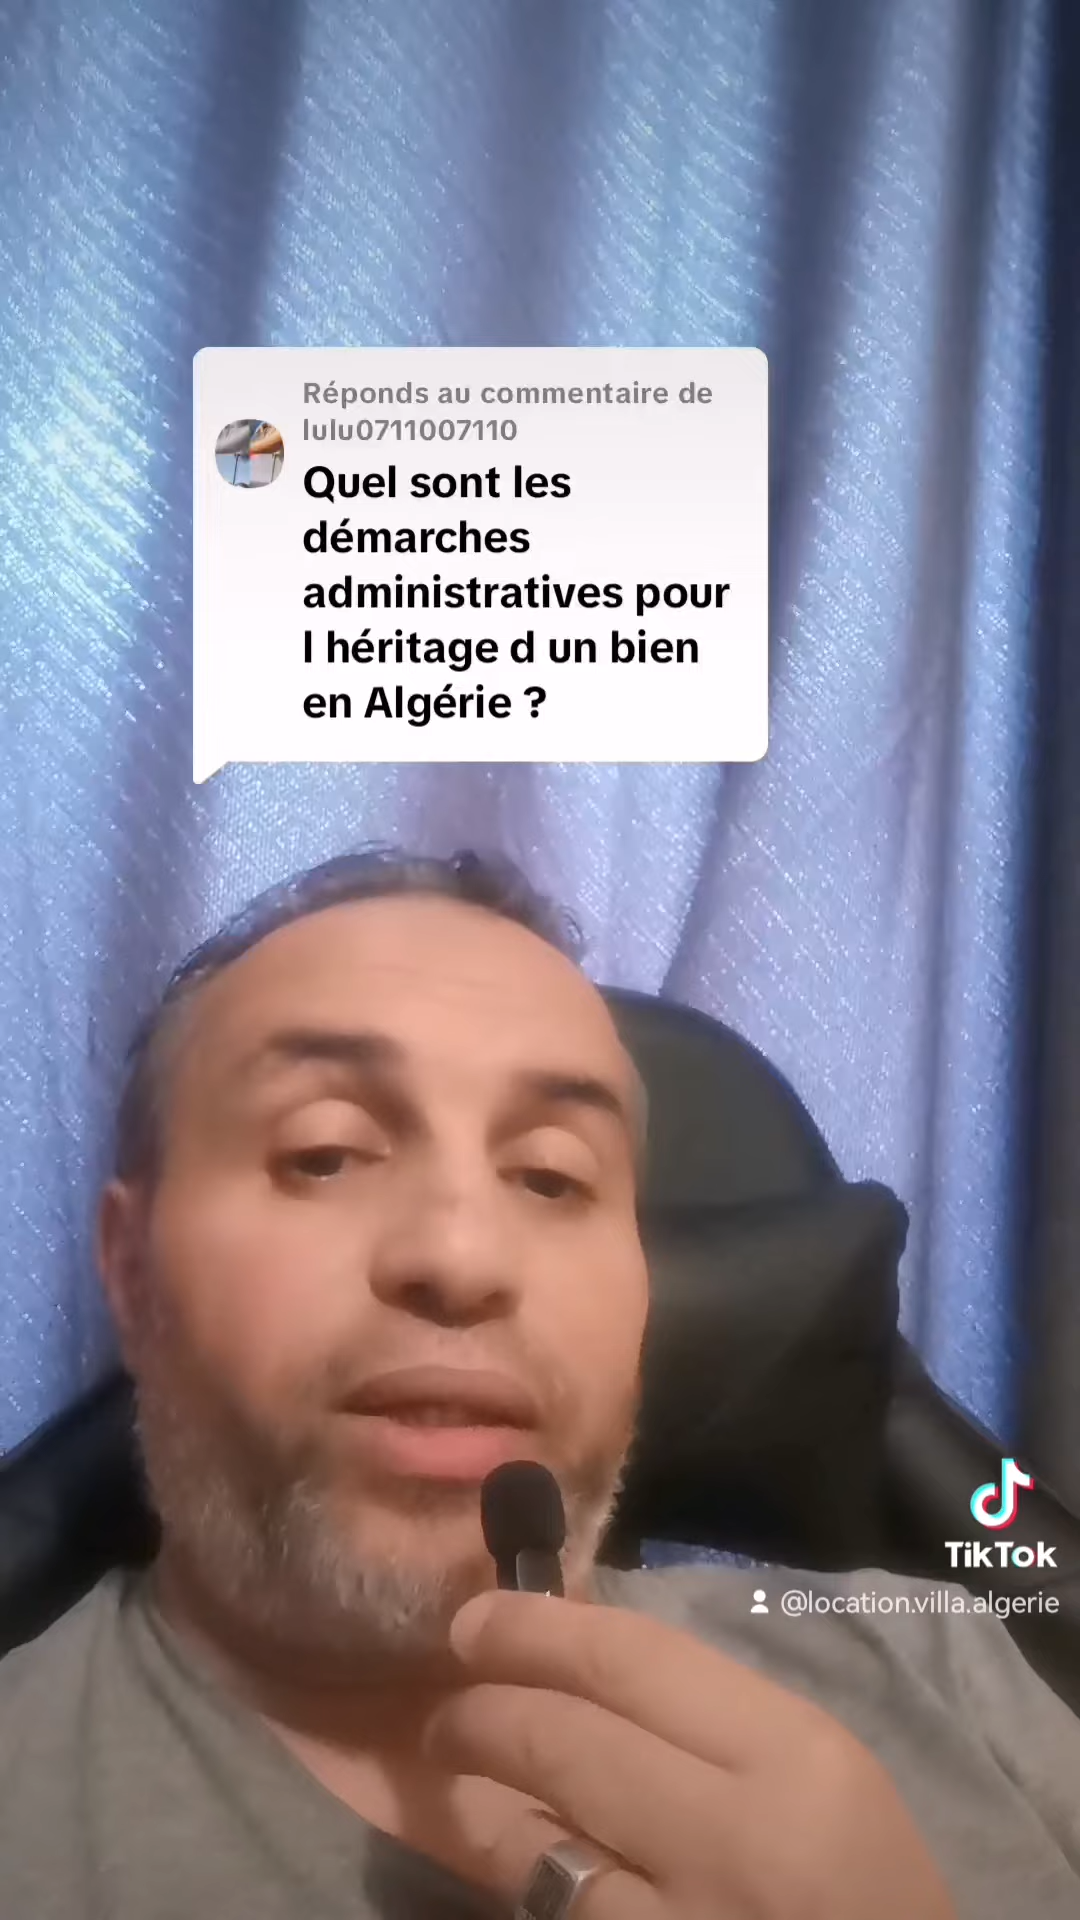 Réponds au commentaire de
lulu0711007110
Quel sont les
démarches
administratives pour
l héritage d un bien
en Algérie ?
TikTok
@location.villa.algerie